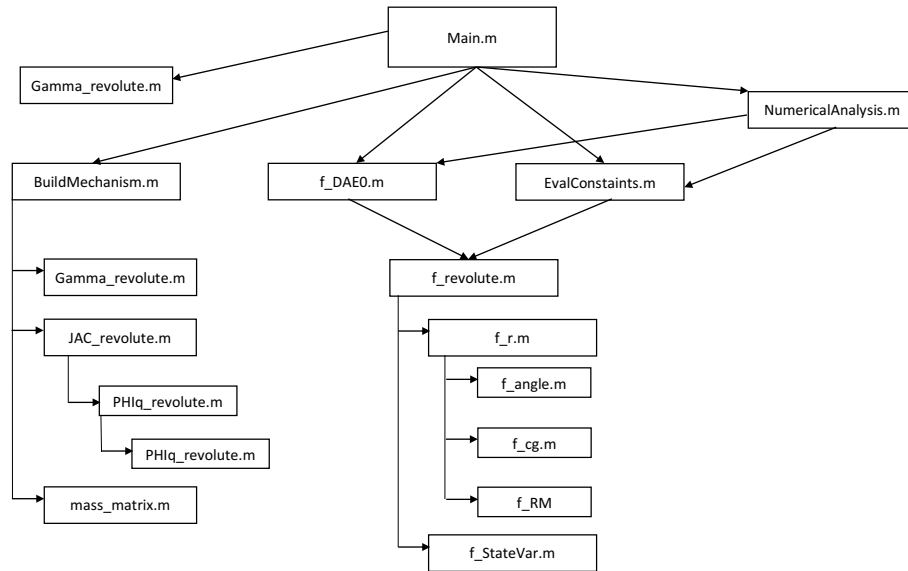 Main.m
Gamma_revolute.m
NumericalAnalysis.m
BuildMechanism.m
f_DAE0.m
EvalConstaints.m
Gamma_revolute.m
f_revolute.m
JAC_revolute.m
f_r.m
f_angle.m
PHIq_revolute.m
f_cg.m
PHIq_revolute.m
mass_matrix.m
f_RM
f_StateVar.m